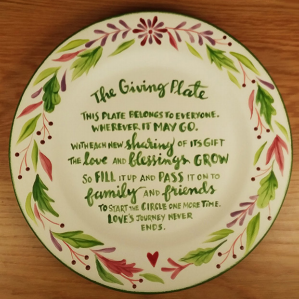 The Giving Plate
THIS PLATE BELONGS TO EVERYONE.
WHEREVER IT MAY GO.
WITH EACH NEW sharing OF ITS GIFT
THE love AND blessings GROW
SO FILL IT UP AND PASS IT ON TO
family AND friends
TO START THE CIRCLE ONE MORE TIME.
LOVE'S JOURNEY NEVER
ENDS.